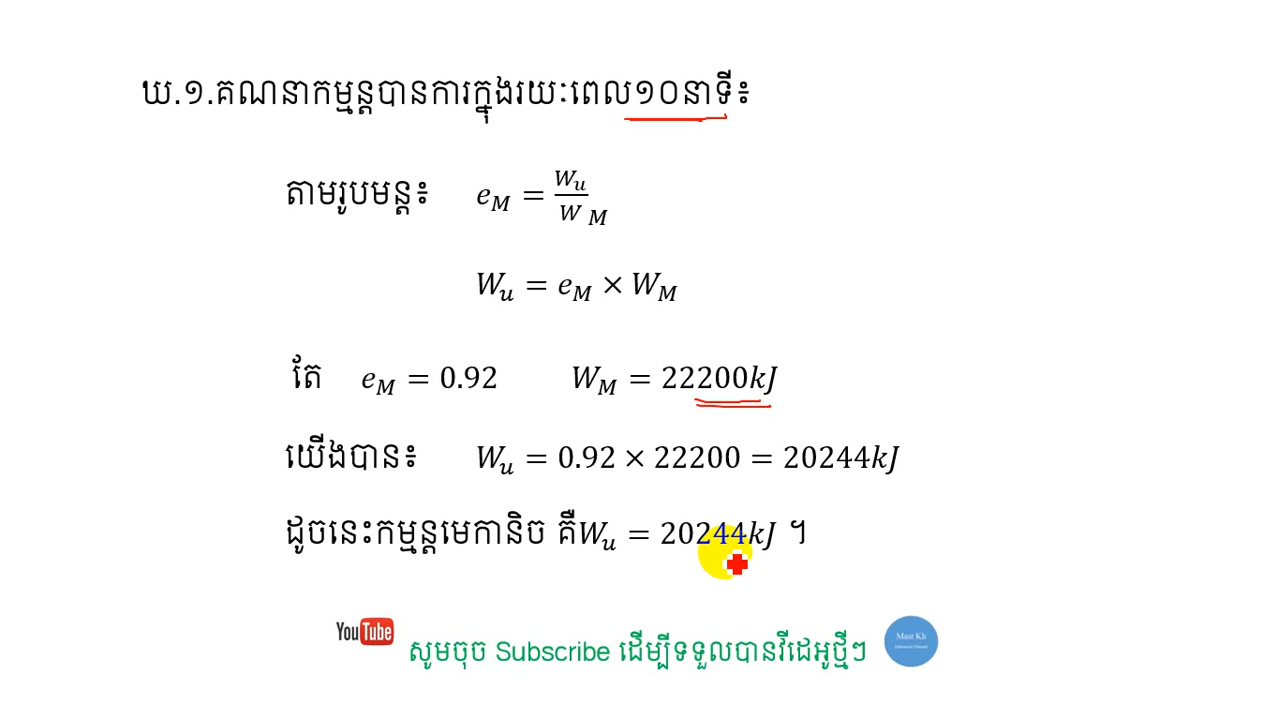 ឃ.១.គណនាកម្មន្តបានការក្នុងរយៈពេល១០នាទី៖
តាមរូបមន្ត៖ e_M = W_u/W_M
W_u = e_M × W_M
តែ e_M = 0.92 W_M = 22200kJ
យើងបាន៖ W_u = 0.92 × 22200 = 20244kJ
ដូចនេះកម្មន្តមេកានិច គឺW_u = 20244kJ ។
YouTube
សូមចុច Subscribe ដើម្បីទទួលបានវីដេអូថ្មីៗ
Mast Kh